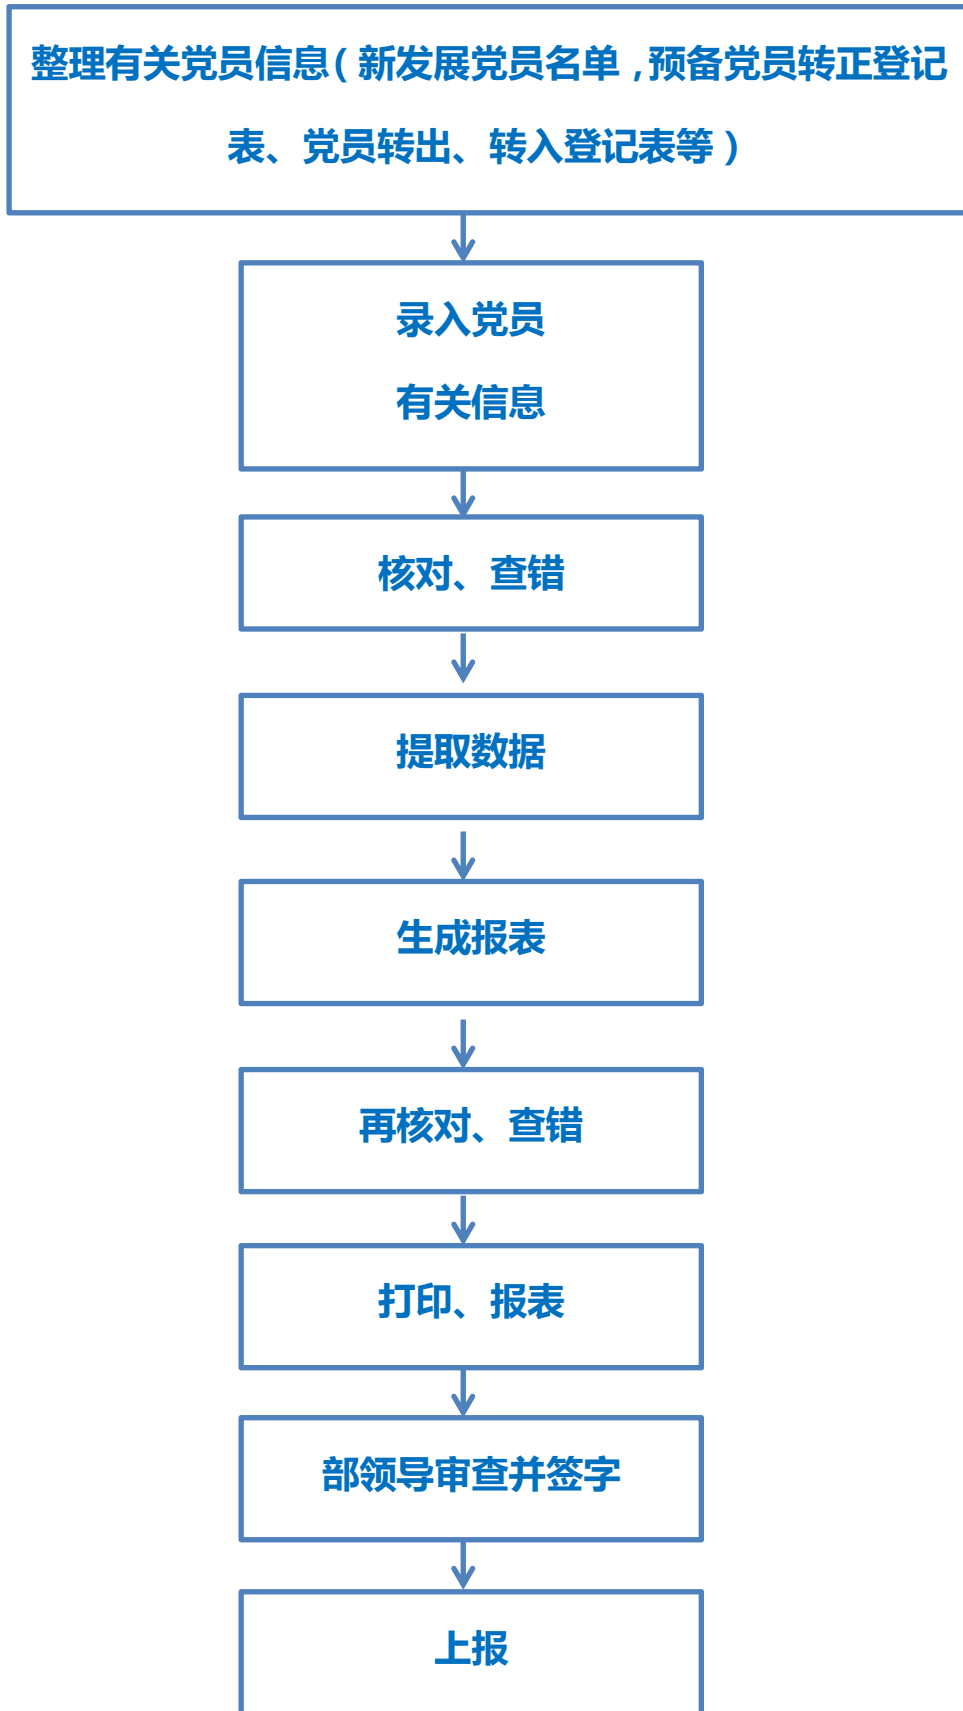 整理有关党员信息（新发展党员名单，预备党员转正登记
表、党员转出、转入登记表等）
录入党员
有关信息
核对、查错
提取数据
生成报表
再核对、查错
打印、报表
部领导审查并签字
上报